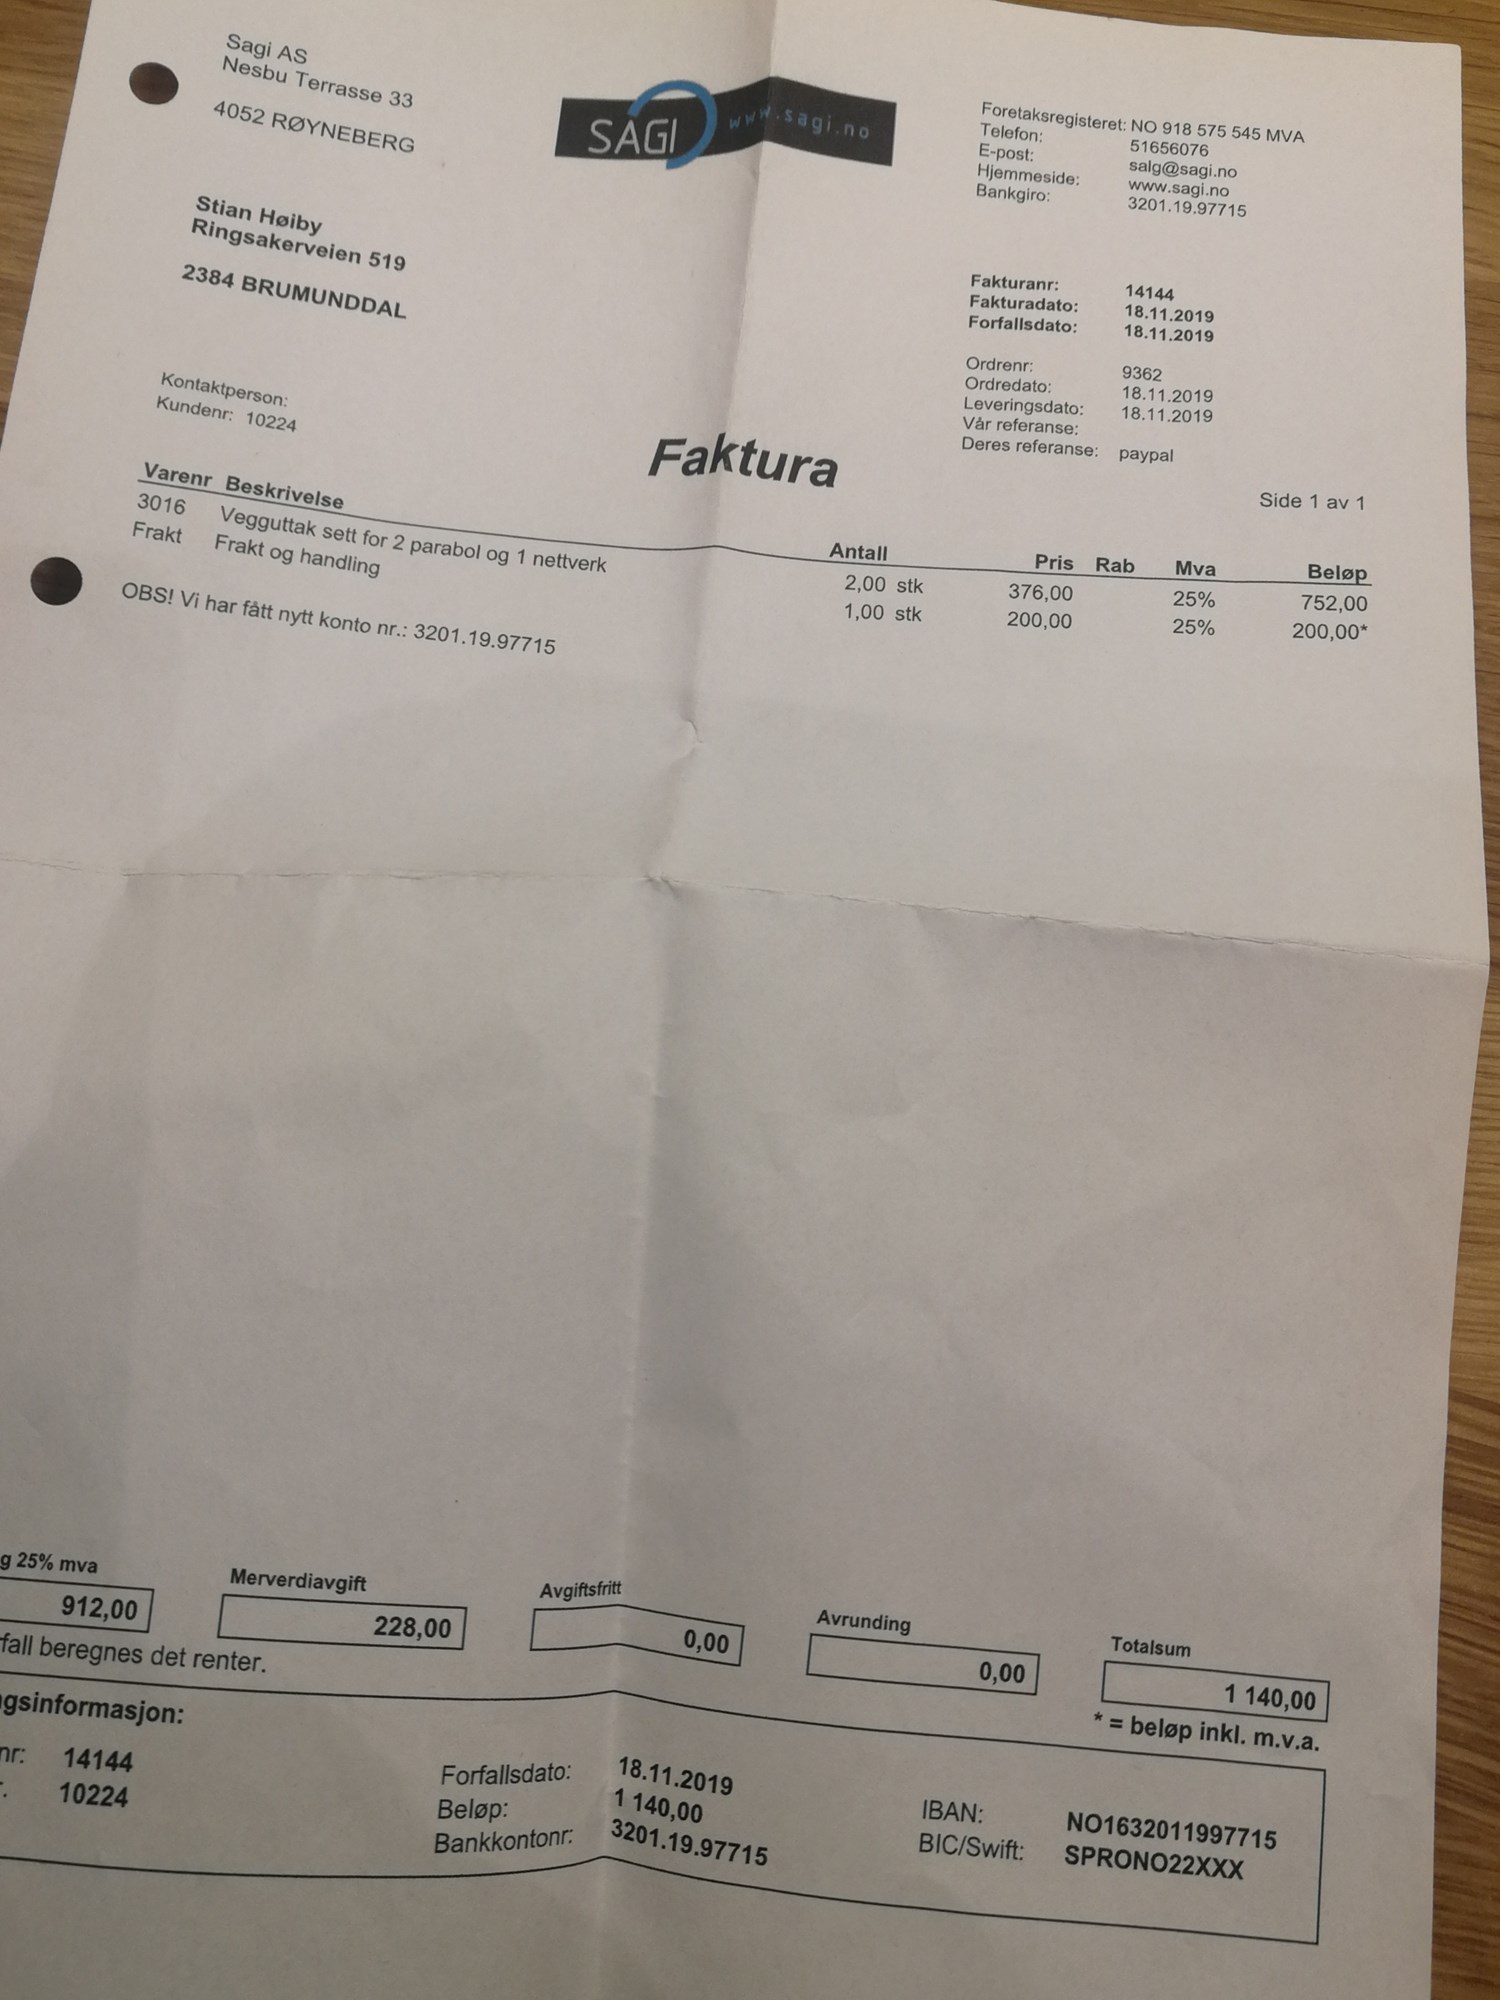 Sagi AS
Nesbu Terrasse 33
4052 RØYNEBERG
SAGI www.sagi.no
Foretaksregisteret: NO 918 575 545 MVA
Telefon: 51656076
E-post: salg@sagi.no
Hjemmeside: www.sagi.no
Bankgiro: 3201.19.97715
Stian Høiby
Ringsakerveien 519
2384 BRUMUNDDAL
Fakturanr: 14144
Fakturadato: 18.11.2019
Forfallsdato: 18.11.2019
Ordrenr: 9362
Ordredato: 18.11.2019
Leveringsdato: 18.11.2019
Vår referanse:
Deres referanse: paypal
Kontaktperson:
Kundenr: 10224
Faktura
Side 1 av 1
Varenr Beskrivelse Antall Pris Rab Mva Beløp
3016 Vegguttak sett for 2 parabol og 1 nettverk 2,00 stk 376,00 25% 752,00
Frakt Frakt og handling 1,00 stk 200,00 25% 200,00*
OBS! Vi har fått nytt konto nr.: 3201.19.97715
g 25% mva Merverdiavgift Avgiftsfritt Avrunding Totalsum
912,00 228,00 0,00 0,00 1 140,00
fall beregnes det renter.
* = beløp inkl. m.v.a.
gsinformasjon:
nr: 14144 Forfallsdato: 18.11.2019
r. 10224 Beløp: 1 140,00 IBAN: NO1632011997715
Bankkontonr: 3201.19.97715 BIC/Swift: SPRONO22XXX